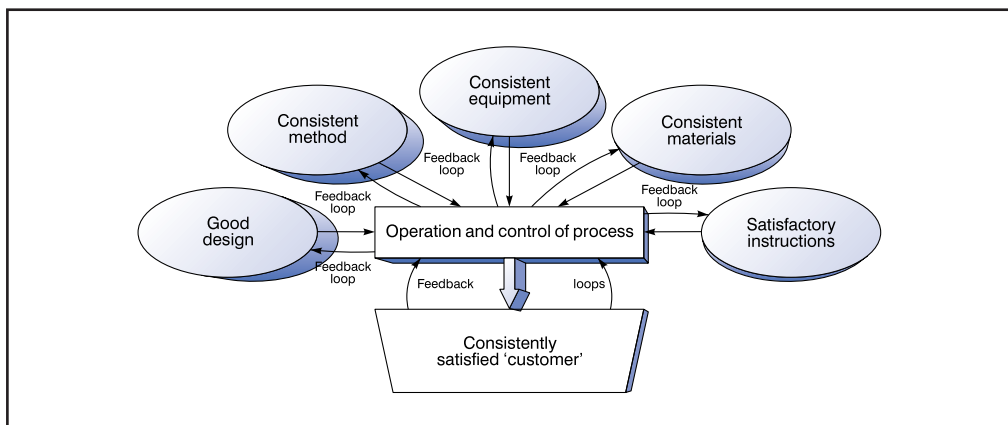 Consistent
equipment
Consistent
method
Consistent
materials
Feedback
loop
Feedback
loop
Feedback
loop
Feedback
loop
Good
design
Operation and control of process
Satisfactory
instructions
Feedback
loop
Feedback
loops
Consistently
satisfied ‘customer’